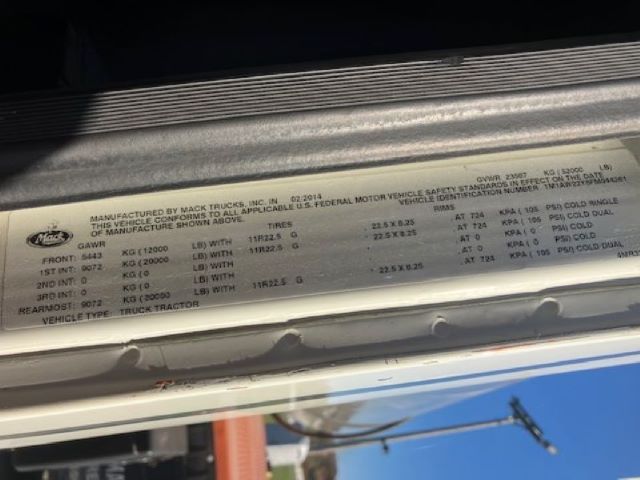 Mack
MANUFACTURED BY MACK TRUCKS, INC. IN 02/2014 GVWR 23587 KG (52000 LB)
THIS VEHICLE CONFORMS TO ALL APPLICABLE U.S. FEDERAL MOTOR VEHICLE SAFETY STANDARDS IN EFFECT ON THE DATE
OF MANUFACTURE SHOWN ABOVE. VEHICLE IDENTIFICATION NUMBER
GAWR TIRES RIMS
FRONT: 5443 KG (12000 LB) WITH 11R22.5 G 22.5 X 8.25 AT 724 KPA ( 105 PSI) COLD SINGLE
1ST INT: 9072 KG (20000 LB) WITH 11R22.5 G 22.5 X 8.25 AT 724 KPA ( 105 PSI) COLD DUAL
2ND INT: 0 KG (0 LB) WITH AT 0 KPA ( 0 PSI) COLD
3RD INT: 0 KG (0 LB) WITH AT 0 KPA ( 0 PSI) COLD
REARMOST: 9072 KG (20000 LB) WITH 11R22.5 G 22.5 X 8.25 AT 724 KPA ( 105 PSI) COLD DUAL
VEHICLE TYPE: TRUCK TRACTOR